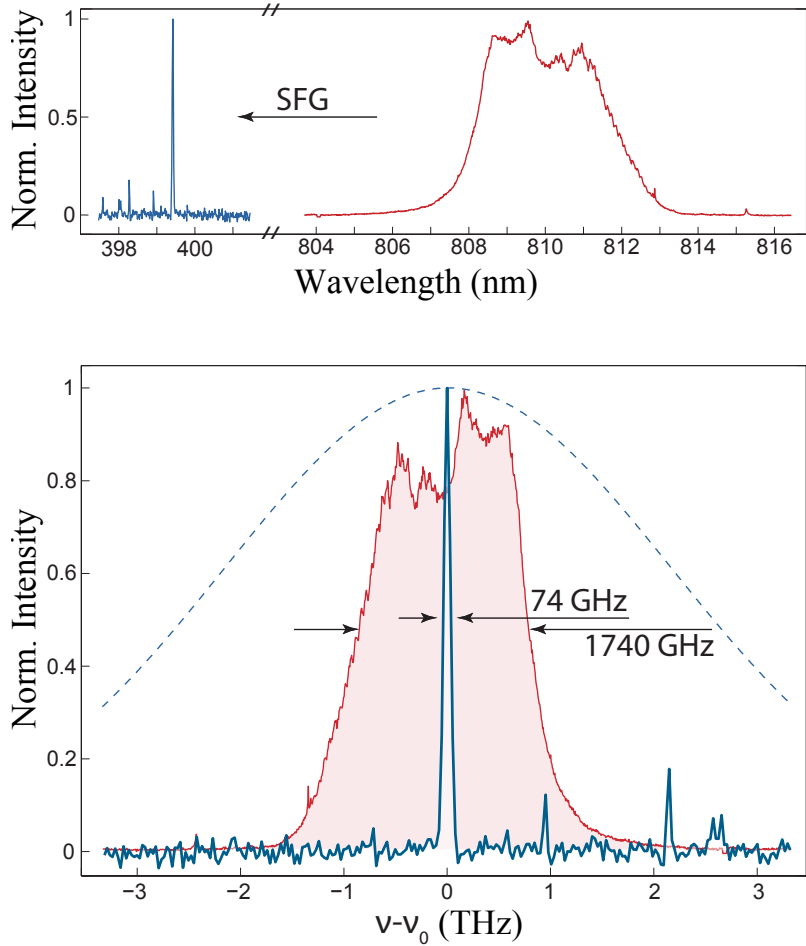 Norm. Intensity
1
0.5
0
SFG
398 400 804 806 808 810 812 814 816
Wavelength (nm)
Norm. Intensity
1
0.8
0.6
0.4
0.2
0
74 GHz
1740 GHz
−3 −2 −1 0 1 2 3
ν-ν₀ (THz)